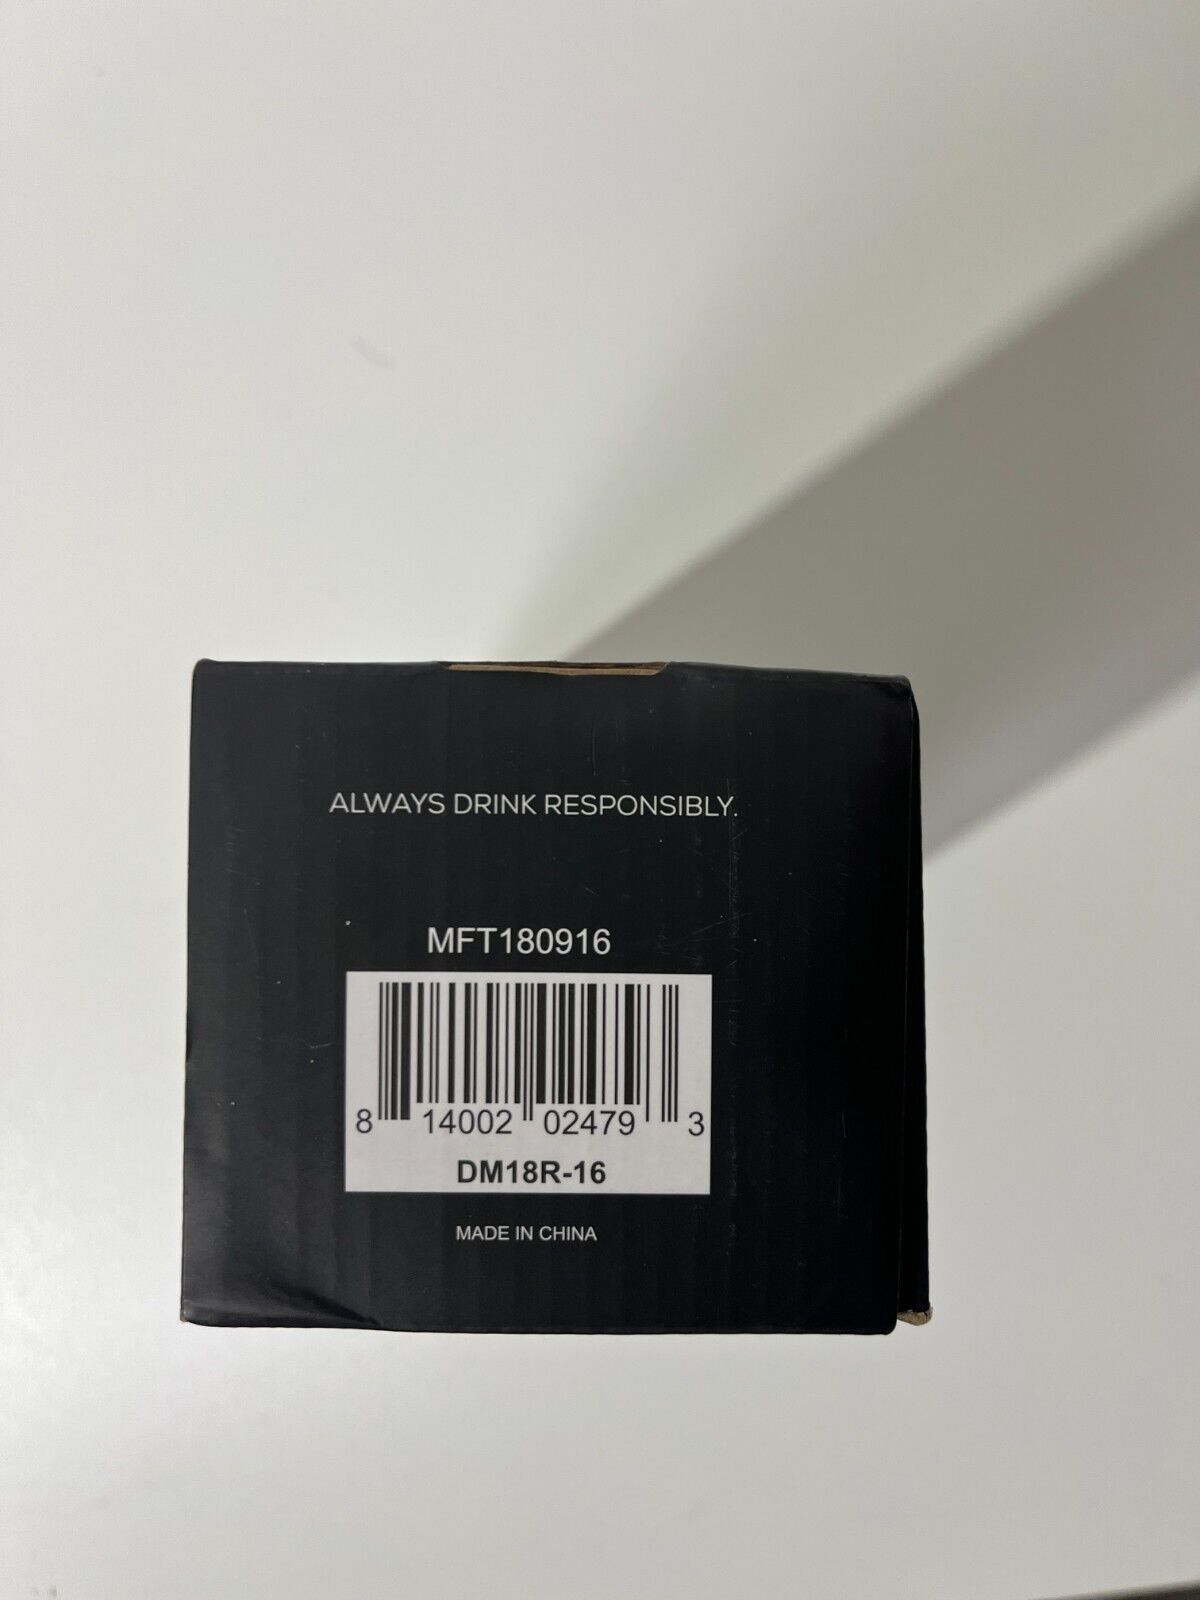 ALWAYS DRINK RESPONSIBLY.
MFT180916
8 14002 02479 3
DM18R-16
MADE IN CHINA